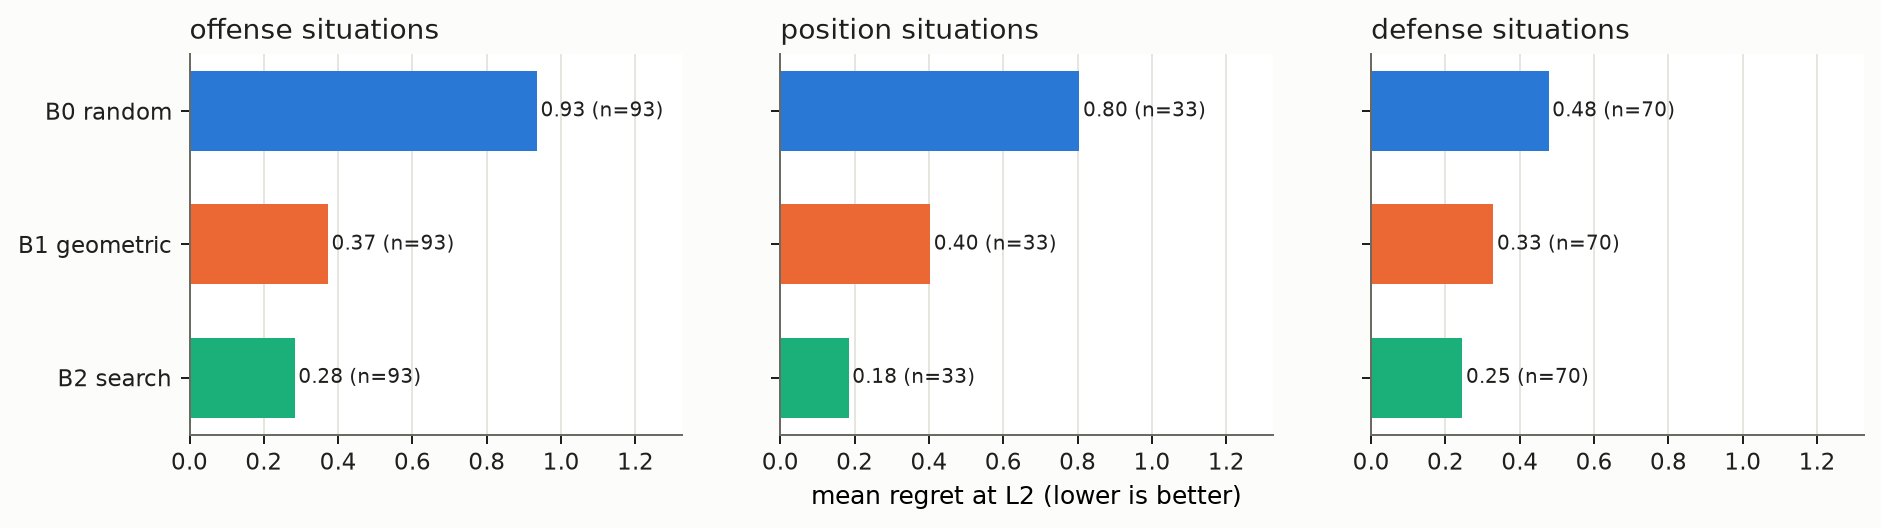 offense situations
position situations
defense situations
B0 random
0.93 (n=93)
0.80 (n=33)
0.48 (n=70)
B1 geometric
0.37 (n=93)
0.40 (n=33)
0.33 (n=70)
B2 search
0.28 (n=93)
0.18 (n=33)
0.25 (n=70)
0.0 0.2 0.4 0.6 0.8 1.0 1.2
0.0 0.2 0.4 0.6 0.8 1.0 1.2
0.0 0.2 0.4 0.6 0.8 1.0 1.2
mean regret at L2 (lower is better)